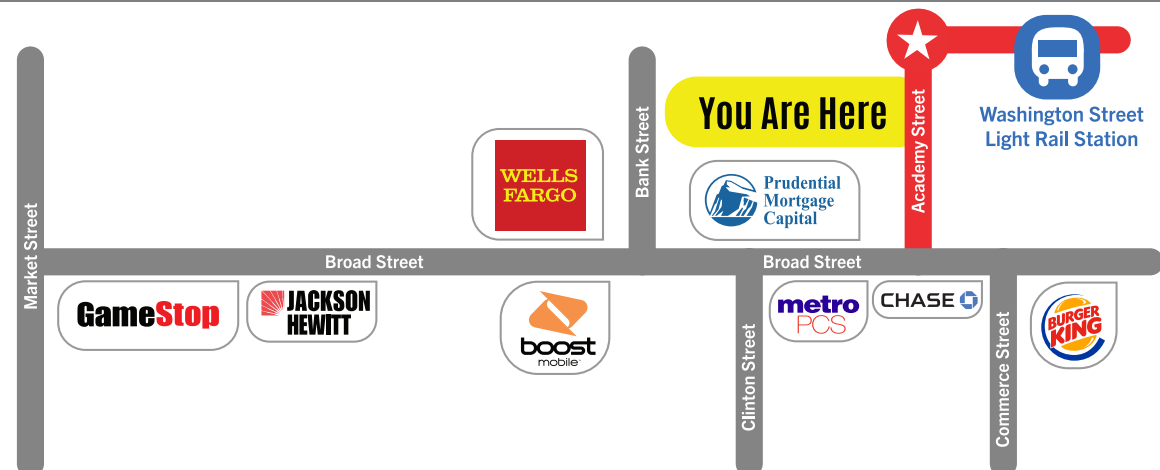 You Are Here
Washington Street
Light Rail Station
Academy Street
Bank Street
WELLS
FARGO
Prudential
Mortgage
Capital
Market Street
Broad Street
Broad Street
GameStop
JACKSON
HEWITT
boost
mobile
metro
PCS
CHASE
BURGER
KING
Clinton Street
Commerce Street